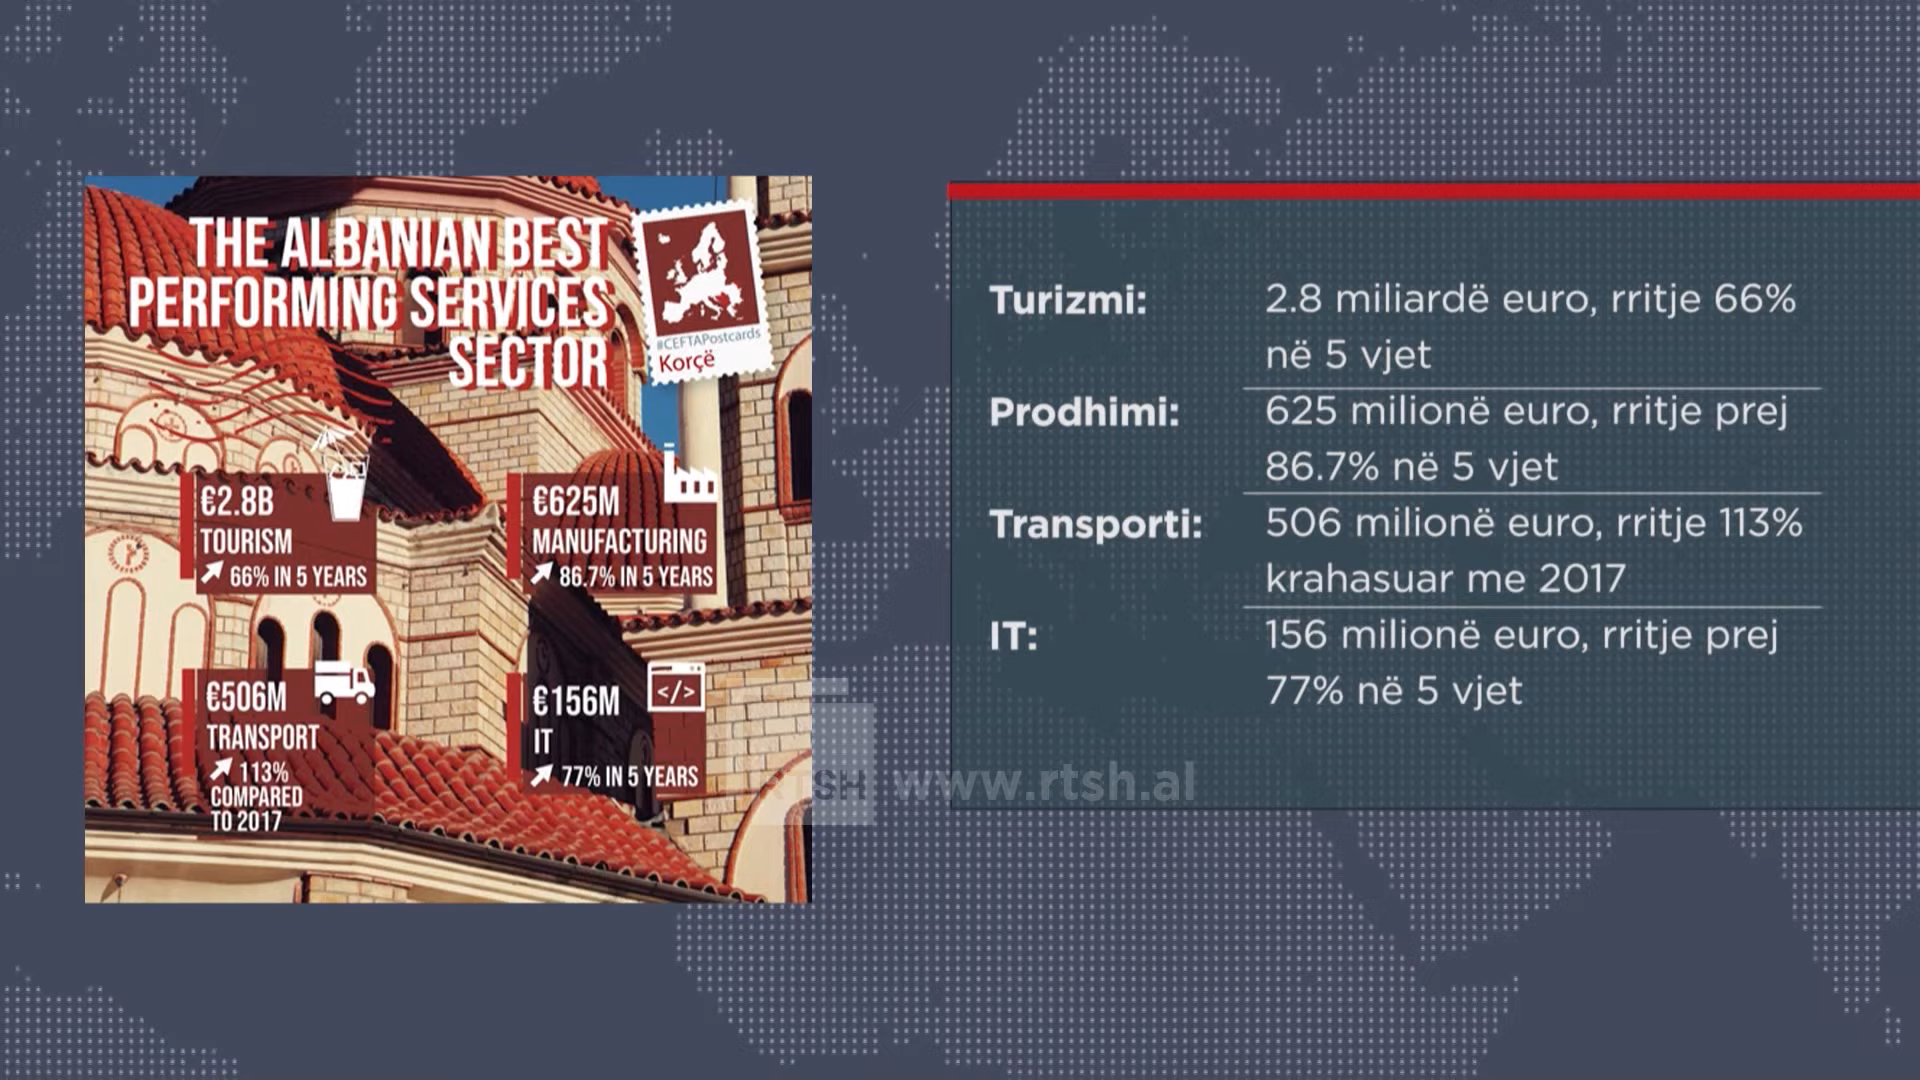 THE ALBANIAN BEST
PERFORMING SERVICES
SECTOR
#CEFTAPostcards
Korçë
€2.8B
TOURISM
66% IN 5 YEARS
€625M
MANUFACTURING
86.7% IN 5 YEARS
€506M
TRANSPORT
113%
COMPARED
TO 2017
€156M
</>
IT
77% IN 5 YEARS
Turizmi: 2.8 miliardë euro, rritje 66%
në 5 vjet
Prodhimi: 625 milionë euro, rritje prej
86.7% në 5 vjet
Transporti: 506 milionë euro, rritje 113%
krahasuar me 2017
IT: 156 milionë euro, rritje prej
77% në 5 vjet
RTSH www.rtsh.al